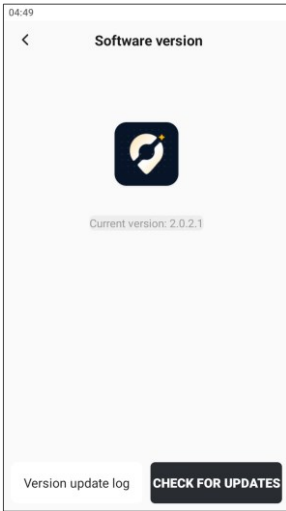 04:49
Software version
Current version: 2.0.2.1
Version update log
CHECK FOR UPDATES